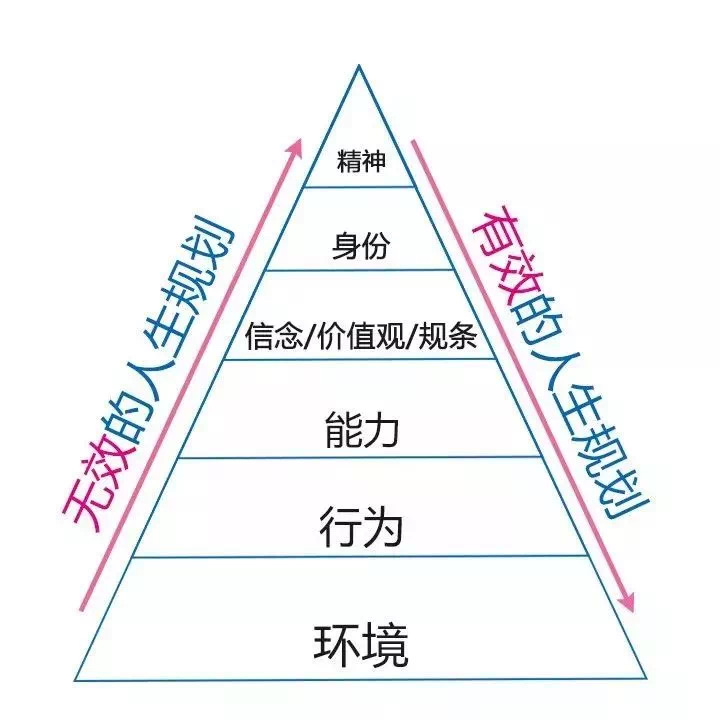 精神
身份
信念/价值观/规条
能力
行为
环境
无效的人生规划
有效的人生规划